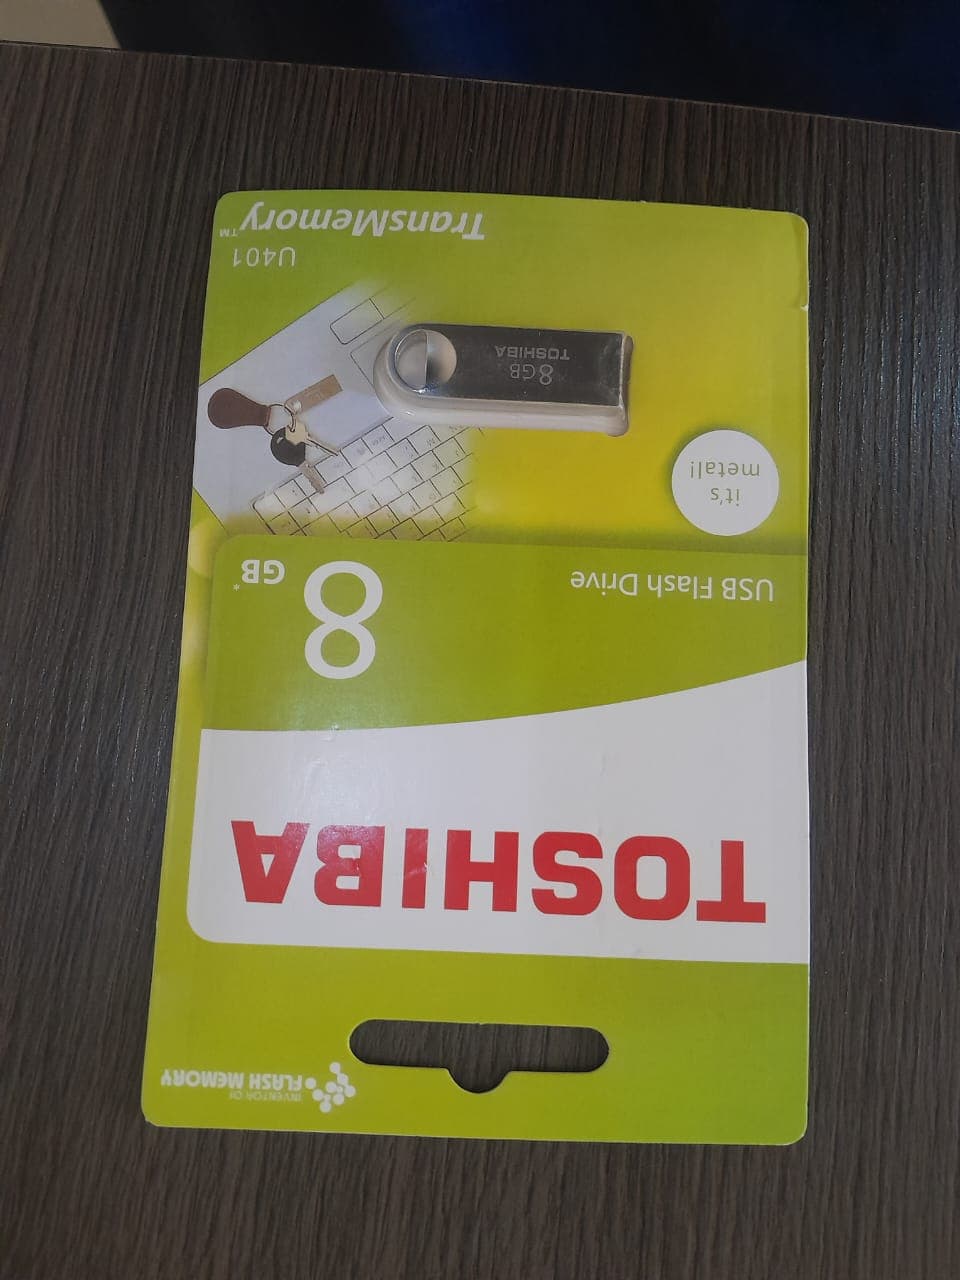 INVENTOR OF
FLASH MEMORY
TOSHIBA
USB Flash Drive
8 GB*
it's
metal!
8GB
TOSHIBA
U401
TransMemory™